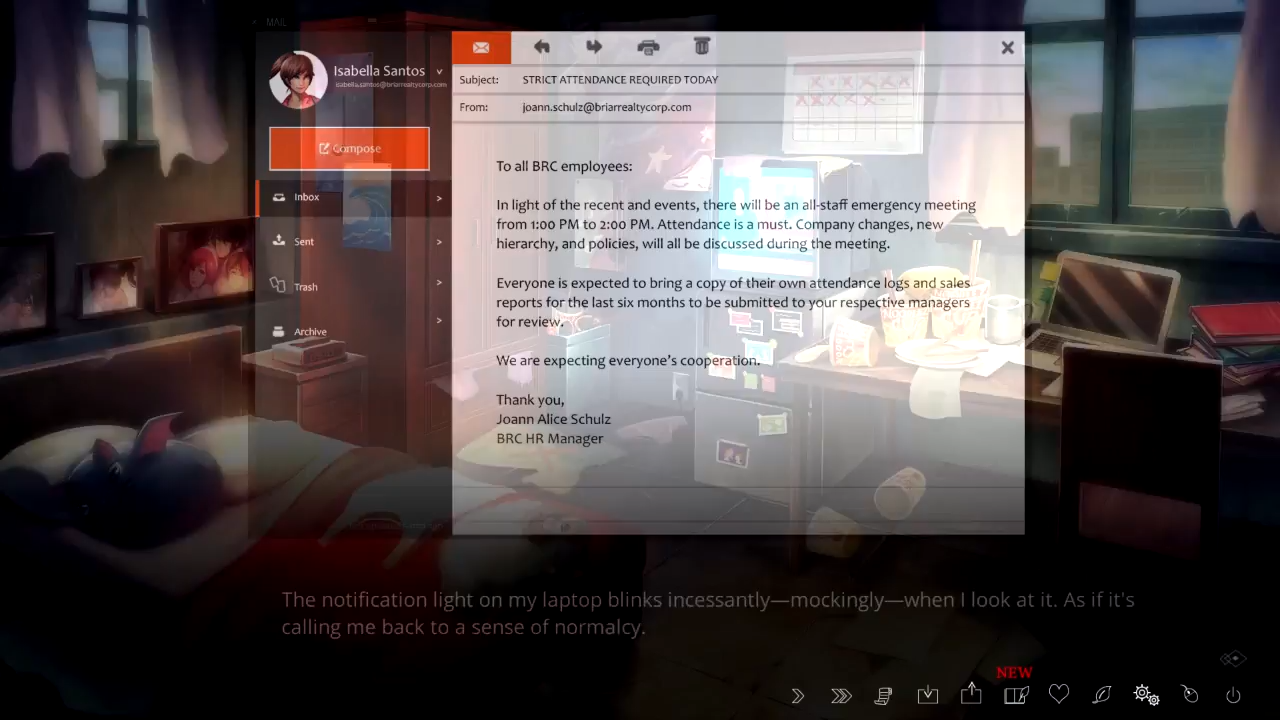 MAIL
Isabella Santos
isabella.santos@briarrealtycorp.com
Compose
Inbox
Sent
Trash
Archive
Subject: STRICT ATTENDANCE REQUIRED TODAY
From: joann.schulz@briarrealtycorp.com
To all BRC employees:
In light of the recent and events, there will be an all-staff emergency meeting
from 1:00 PM to 2:00 PM. Attendance is a must. Company changes, new
hierarchy, and policies, will all be discussed during the meeting.
Everyone is expected to bring a copy of their own attendance logs and sales
reports for the last six months to be submitted to your respective managers
for review.
We are expecting everyone's cooperation.
Thank you,
Joann Alice Schulz
BRC HR Manager
The notification light on my laptop blinks incessantly—mockingly—when I look at it. As if it's
calling me back to a sense of normalcy.
NEW